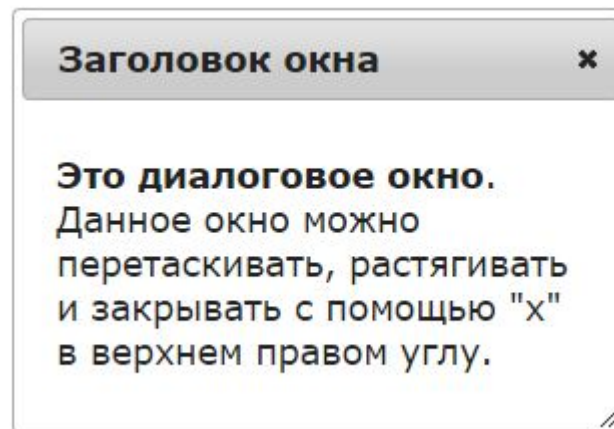 Заголовок окна
Это диалоговое окно.
Данное окно можно
перетаскивать, растягивать
и закрывать с помощью "x"
в верхнем правом углу.